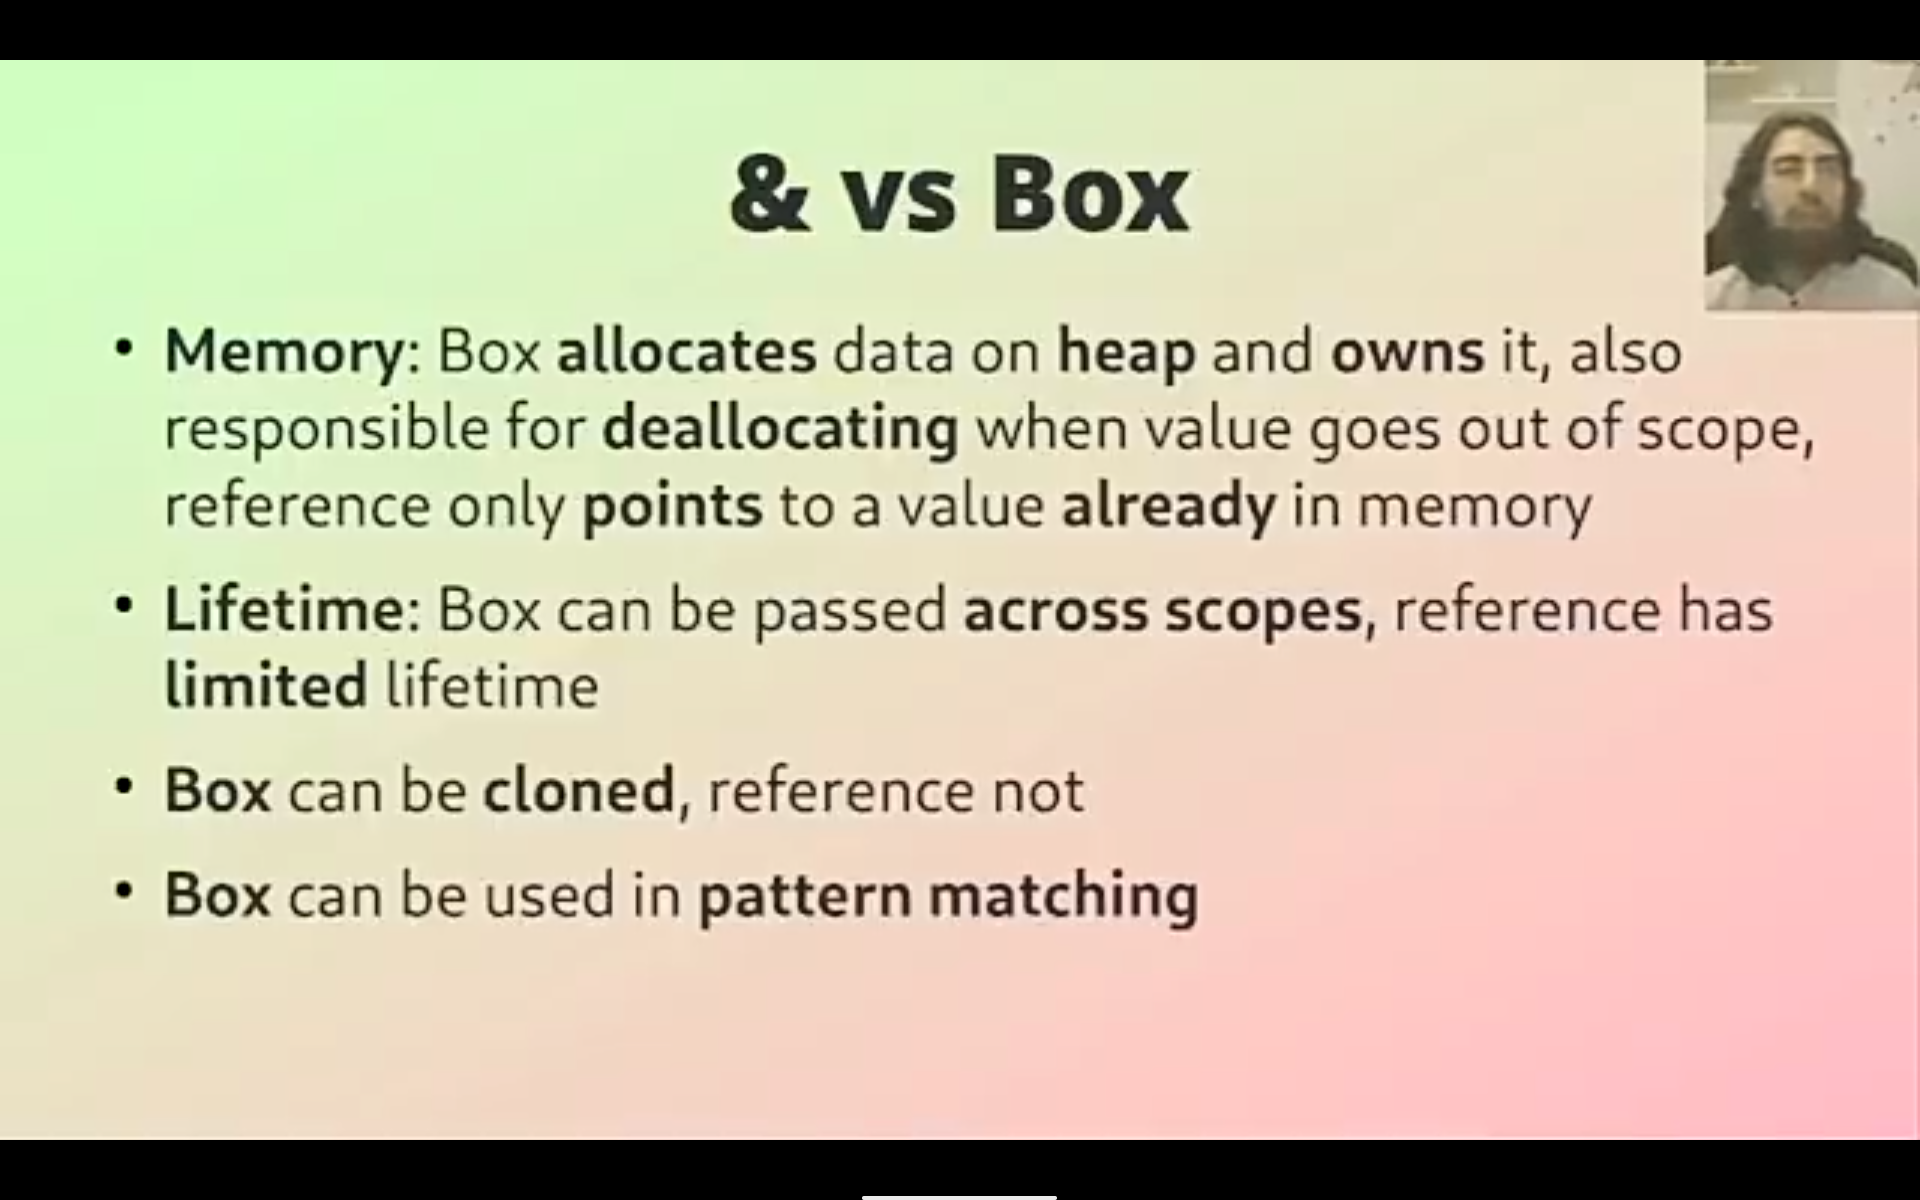 & vs Box
• Memory: Box allocates data on heap and owns it, also
responsible for deallocating when value goes out of scope,
reference only points to a value already in memory
• Lifetime: Box can be passed across scopes, reference has
limited lifetime
• Box can be cloned, reference not
• Box can be used in pattern matching